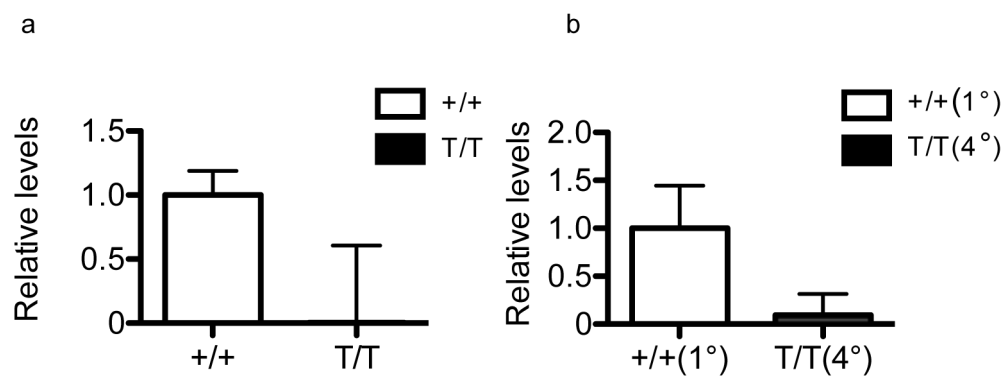 a
+/+
T/T
Relative levels
1.5
1.0
0.5
0
+/+
T/T
b
+/+(1°)
T/T(4°)
Relative levels
2.0
1.5
1.0
0.5
0
+/+(1°)
T/T(4°)